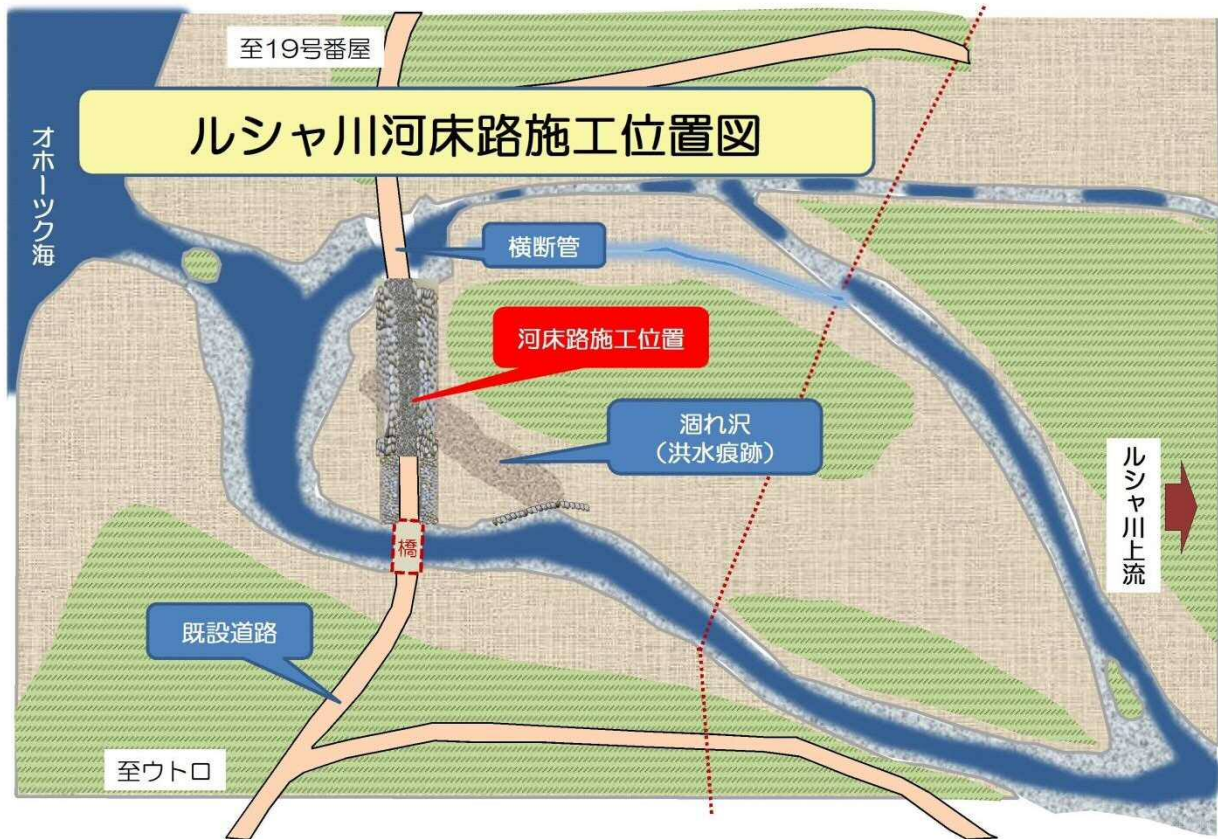 至19号番屋
ルシャ川河床路施工位置図
オホーツク海
横断管
河床路施工位置
涸れ沢
(洪水痕跡)
ルシャ川上流
橋
既設道路
至ウトロ